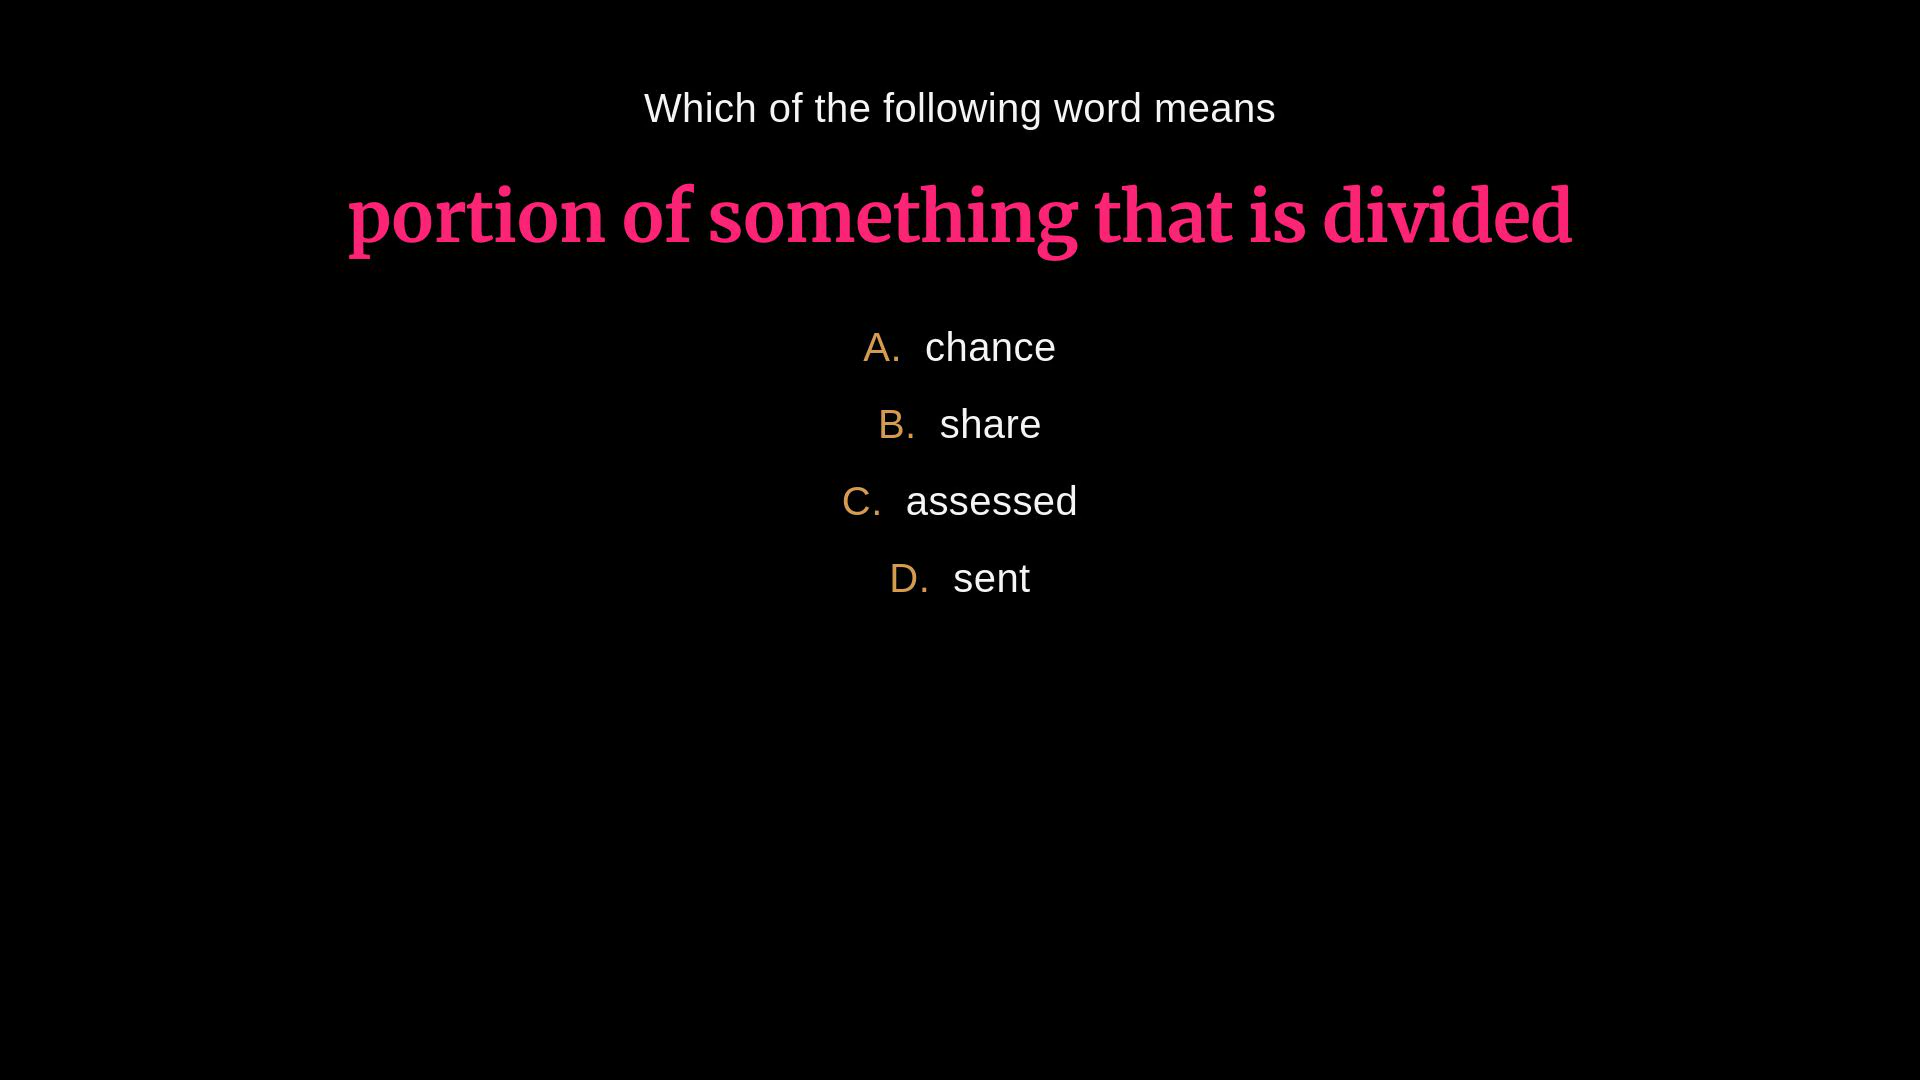 Which of the following word means
portion of something that is divided
A. chance
B. share
C. assessed
D. sent